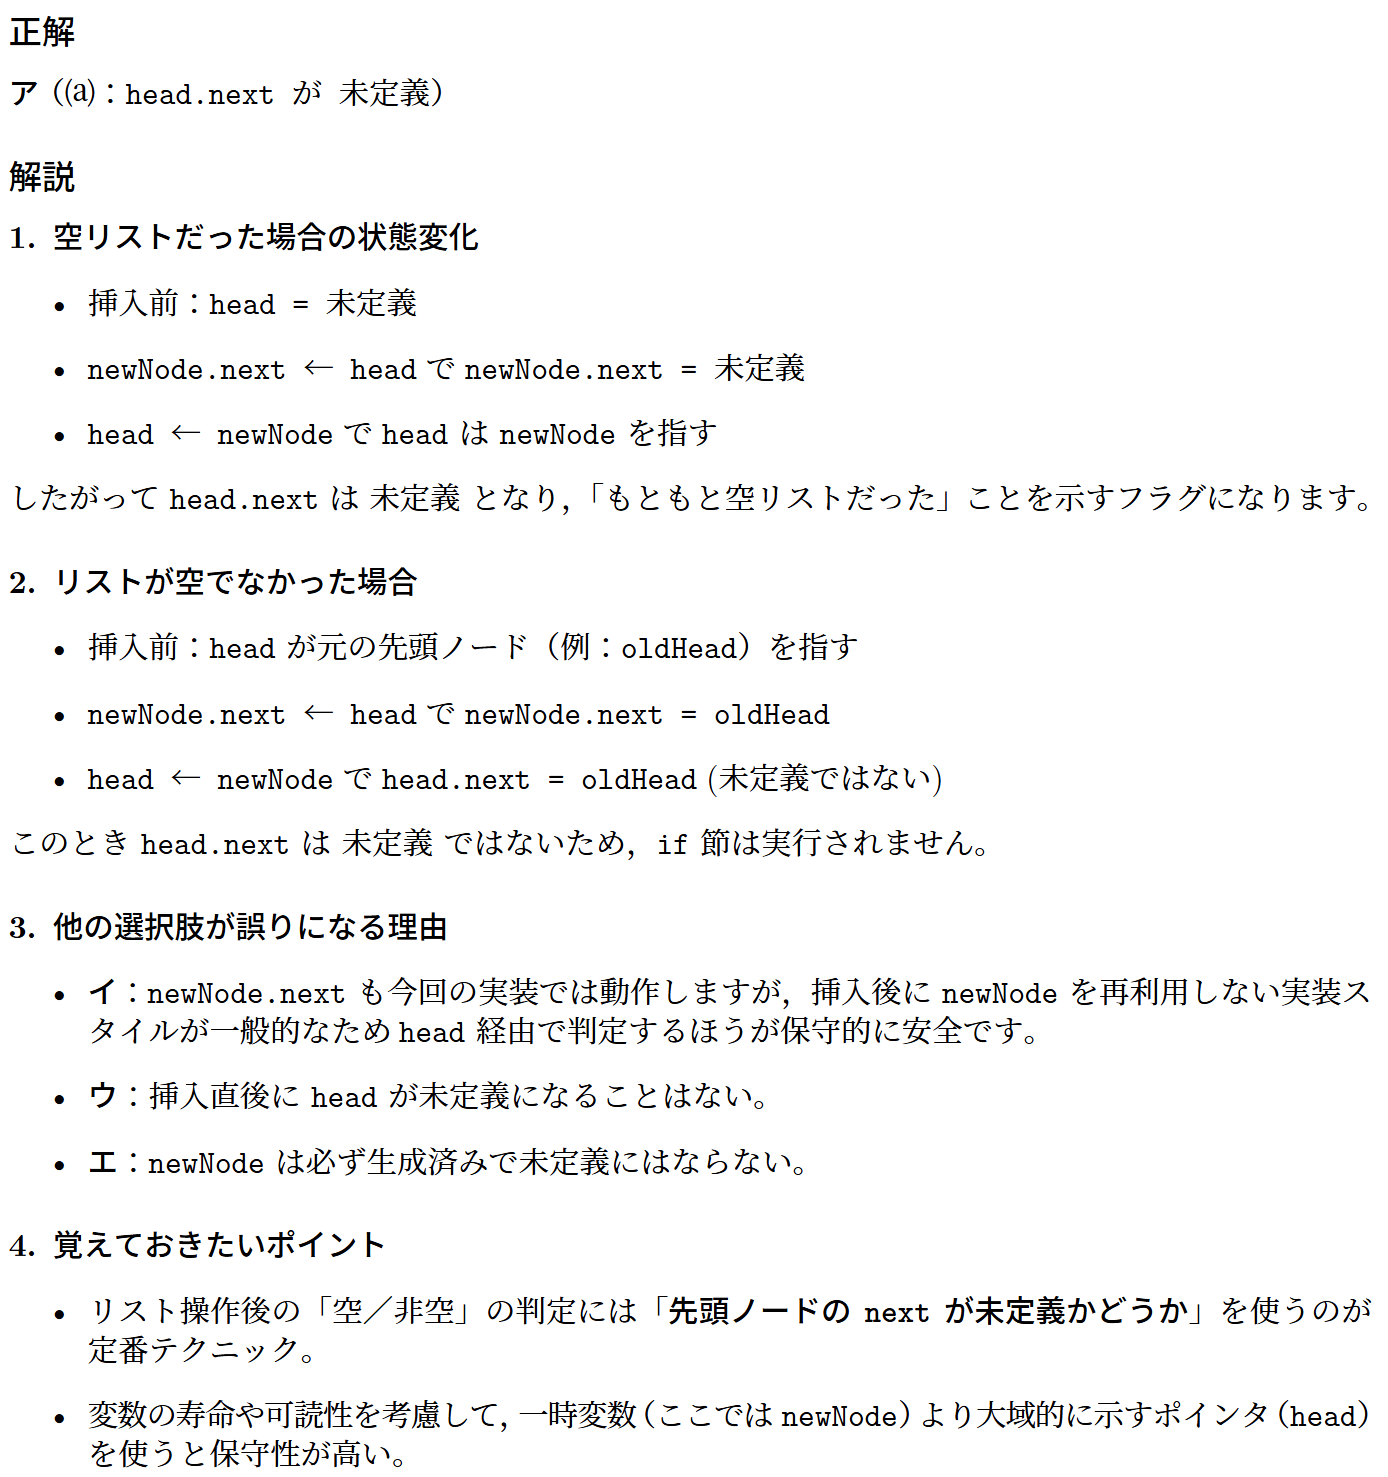 正解
ア（(a)：head.next が 未定義）
解説
1. 空リストだった場合の状態変化
• 挿入前：head = 未定義
• newNode.next ← head で newNode.next = 未定義
• head ← newNode で head は newNode を指す
したがって head.next は 未定義 となり，「もともと空リストだった」ことを示すフラグになります。
2. リストが空でなかった場合
• 挿入前：head が元の先頭ノード（例：oldHead）を指す
• newNode.next ← head で newNode.next = oldHead
• head ← newNode で head.next = oldHead (未定義ではない)
このとき head.next は 未定義 ではないため，if 節は実行されません。
3. 他の選択肢が誤りになる理由
• イ：newNode.next も今回の実装では動作しますが，挿入後に newNode を再利用しない実装ス
タイルが一般的なため head 経由で判定するほうが保守的に安全です。
• ウ：挿入直後に head が未定義になることはない。
• エ：newNode は必ず生成済みで未定義にはならない。
4. 覚えておきたいポイント
• リスト操作後の「空／非空」の判定には「先頭ノードの next が未定義かどうか」を使うのが
定番テクニック。
• 変数の寿命や可読性を考慮して，一時変数（ここでは newNode）より大域的に示すポインタ（head）
を使うと保守性が高い。